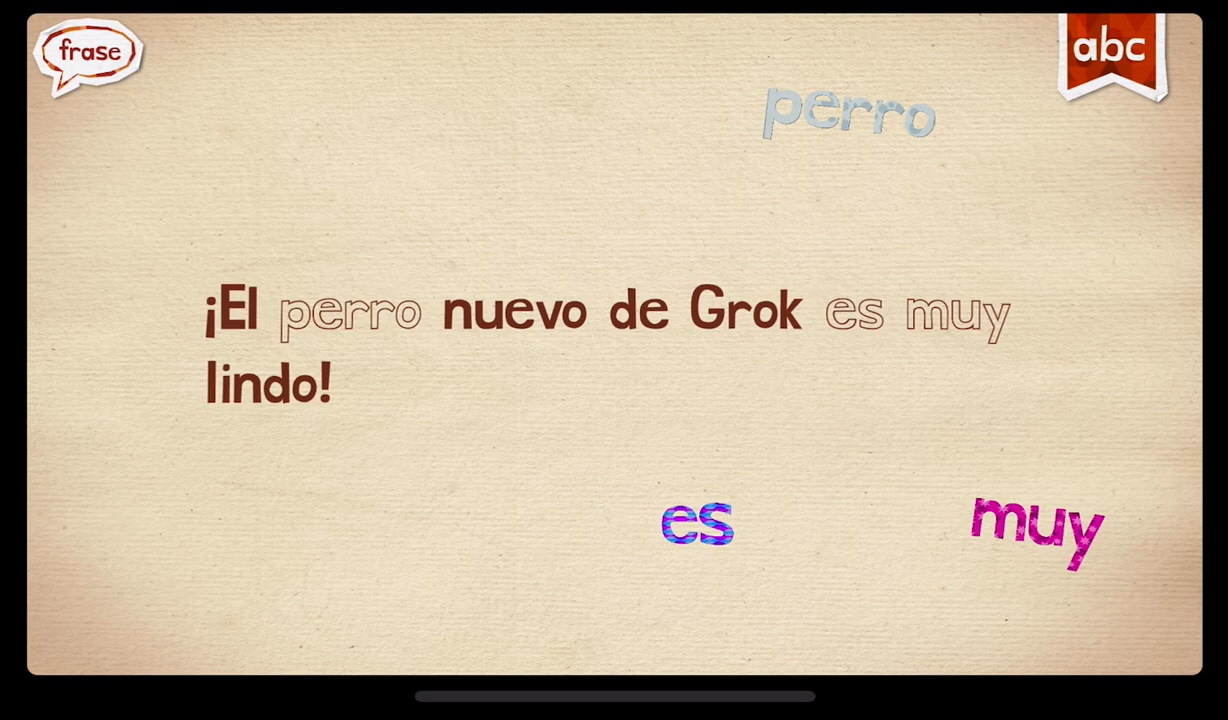 frase
abc
perro
¡El perro nuevo de Grok es muy
lindo!
es
muy